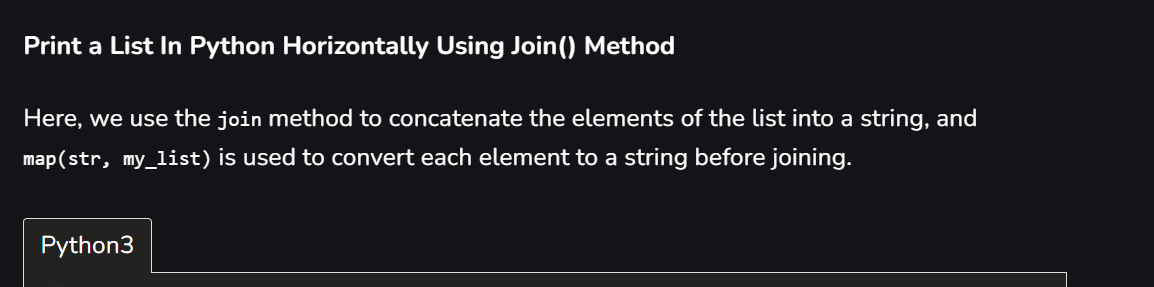 Print a List In Python Horizontally Using Join() Method
Here, we use the join method to concatenate the elements of the list into a string, and
map(str, my_list) is used to convert each element to a string before joining.
Python3